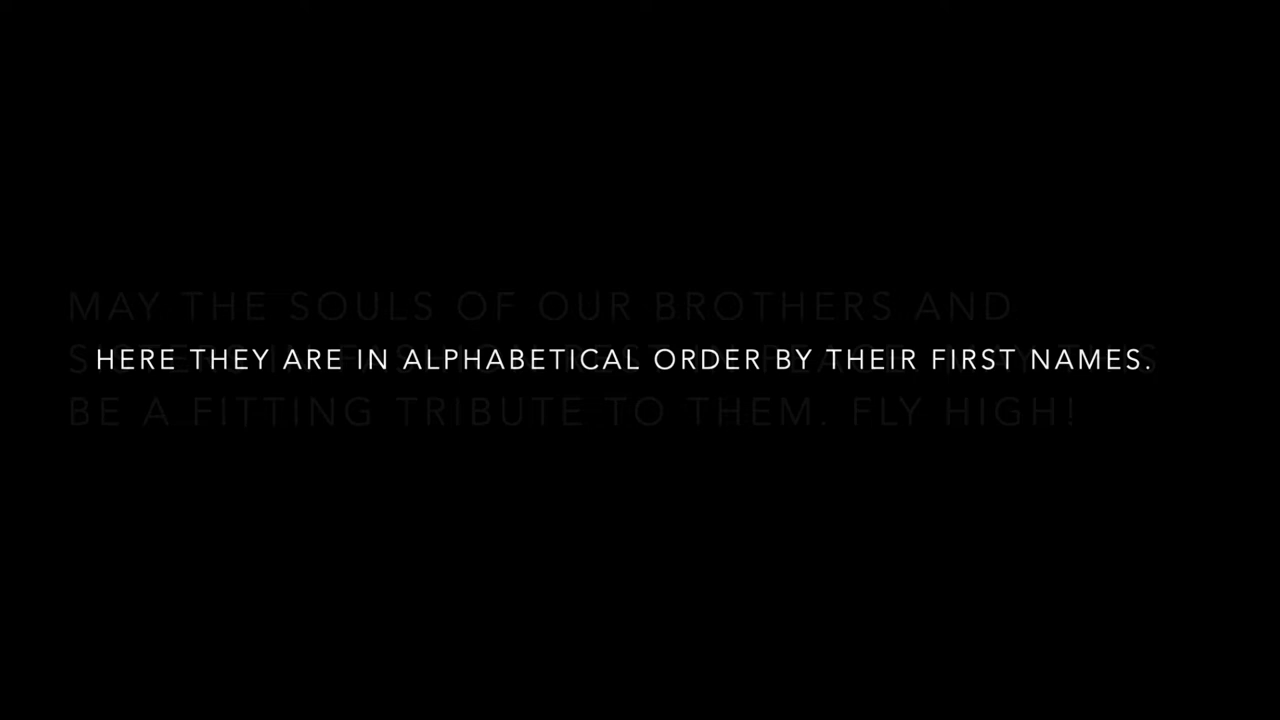 MAY THE SOULS OF OUR BROTHERS AND
HERE THEY ARE IN ALPHABETICAL ORDER BY THEIR FIRST NAMES.
BE A FITTING TRIBUTE TO THEM. FLY HIGH!